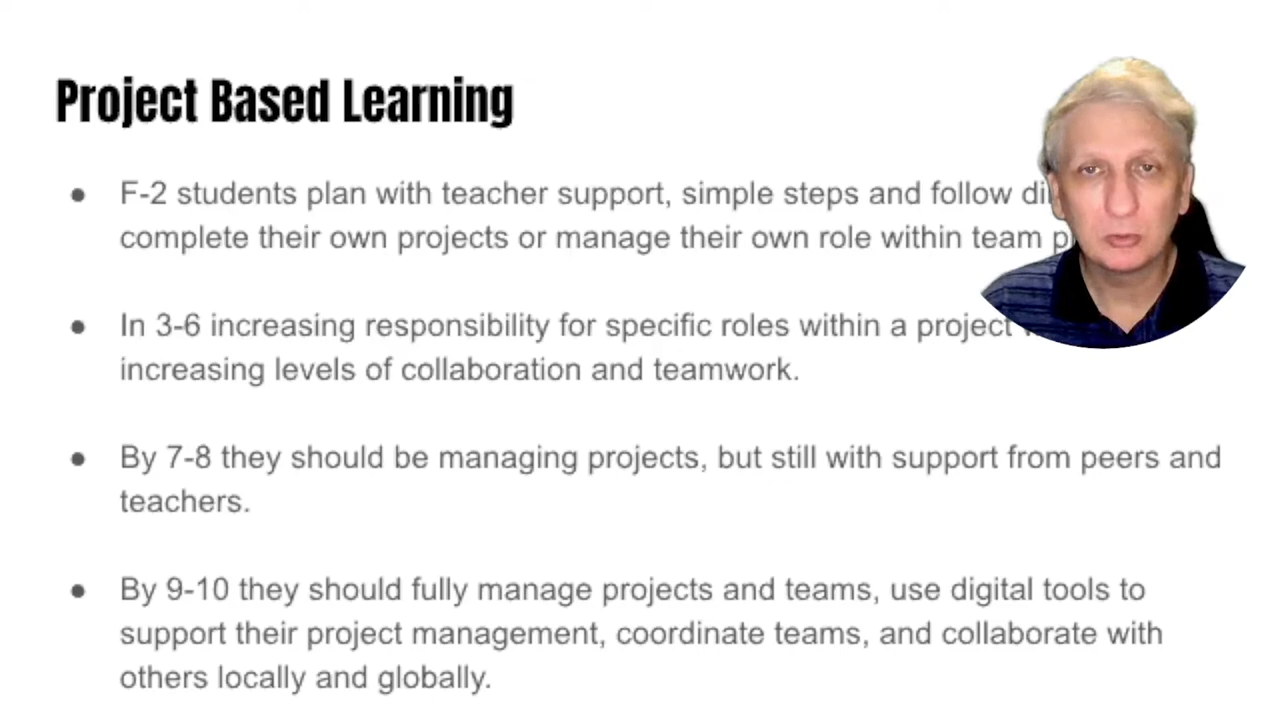 Project Based Learning
● F-2 students plan with teacher support, simple steps and follow
complete their own projects or manage their own role within team
● In 3-6 increasing responsibility for specific roles within a project
increasing levels of collaboration and teamwork.
● By 7-8 they should be managing projects, but still with support from peers and
teachers.
● By 9-10 they should fully manage projects and teams, use digital tools to
support their project management, coordinate teams, and collaborate with
others locally and globally.